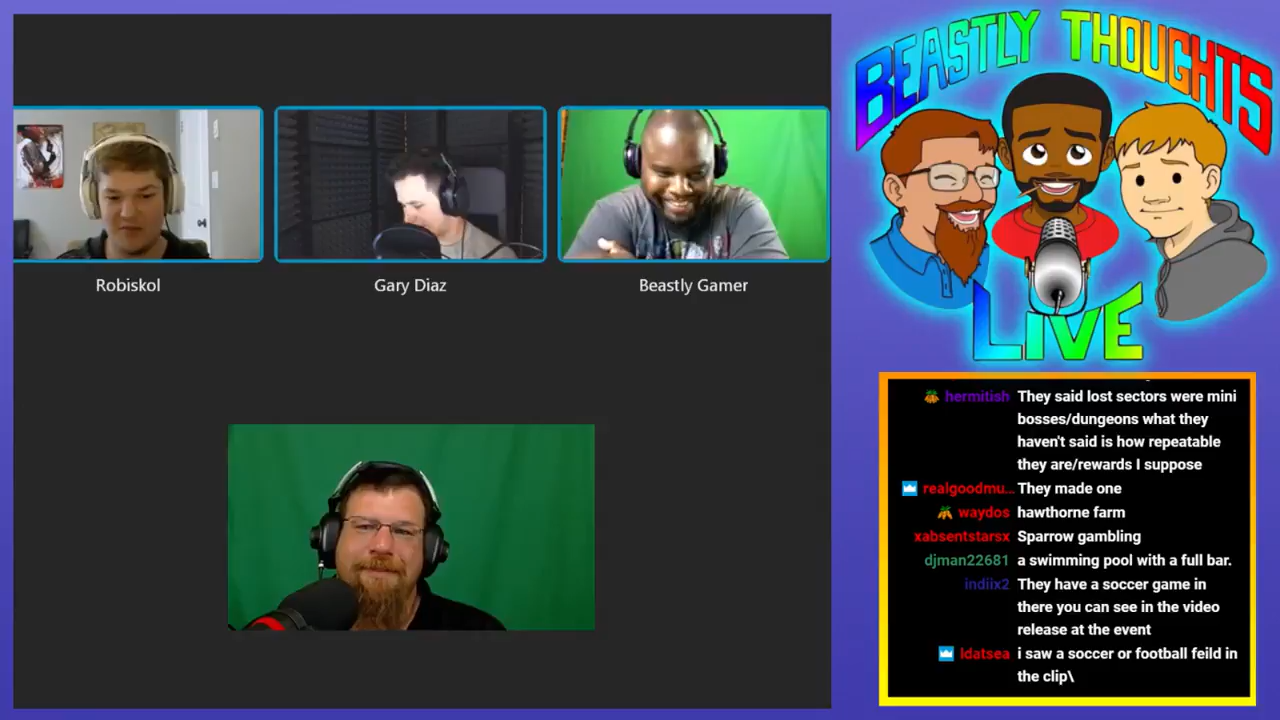 BEASTLY THOUGHTS
LIVE
Robiskol
Gary Diaz
Beastly Gamer
hermitish They said lost sectors were mini
bosses/dungeons what they
haven't said is how repeatable
they are/rewards I suppose
realgoodmu... They made one
waydos hawthorne farm
xabsentstarsx Sparrow gambling
djman22681 a swimming pool with a full bar.
indiix2 They have a soccer game in
there you can see in the video
release at the event
ldatsea i saw a soccer or football feild in
the clip\